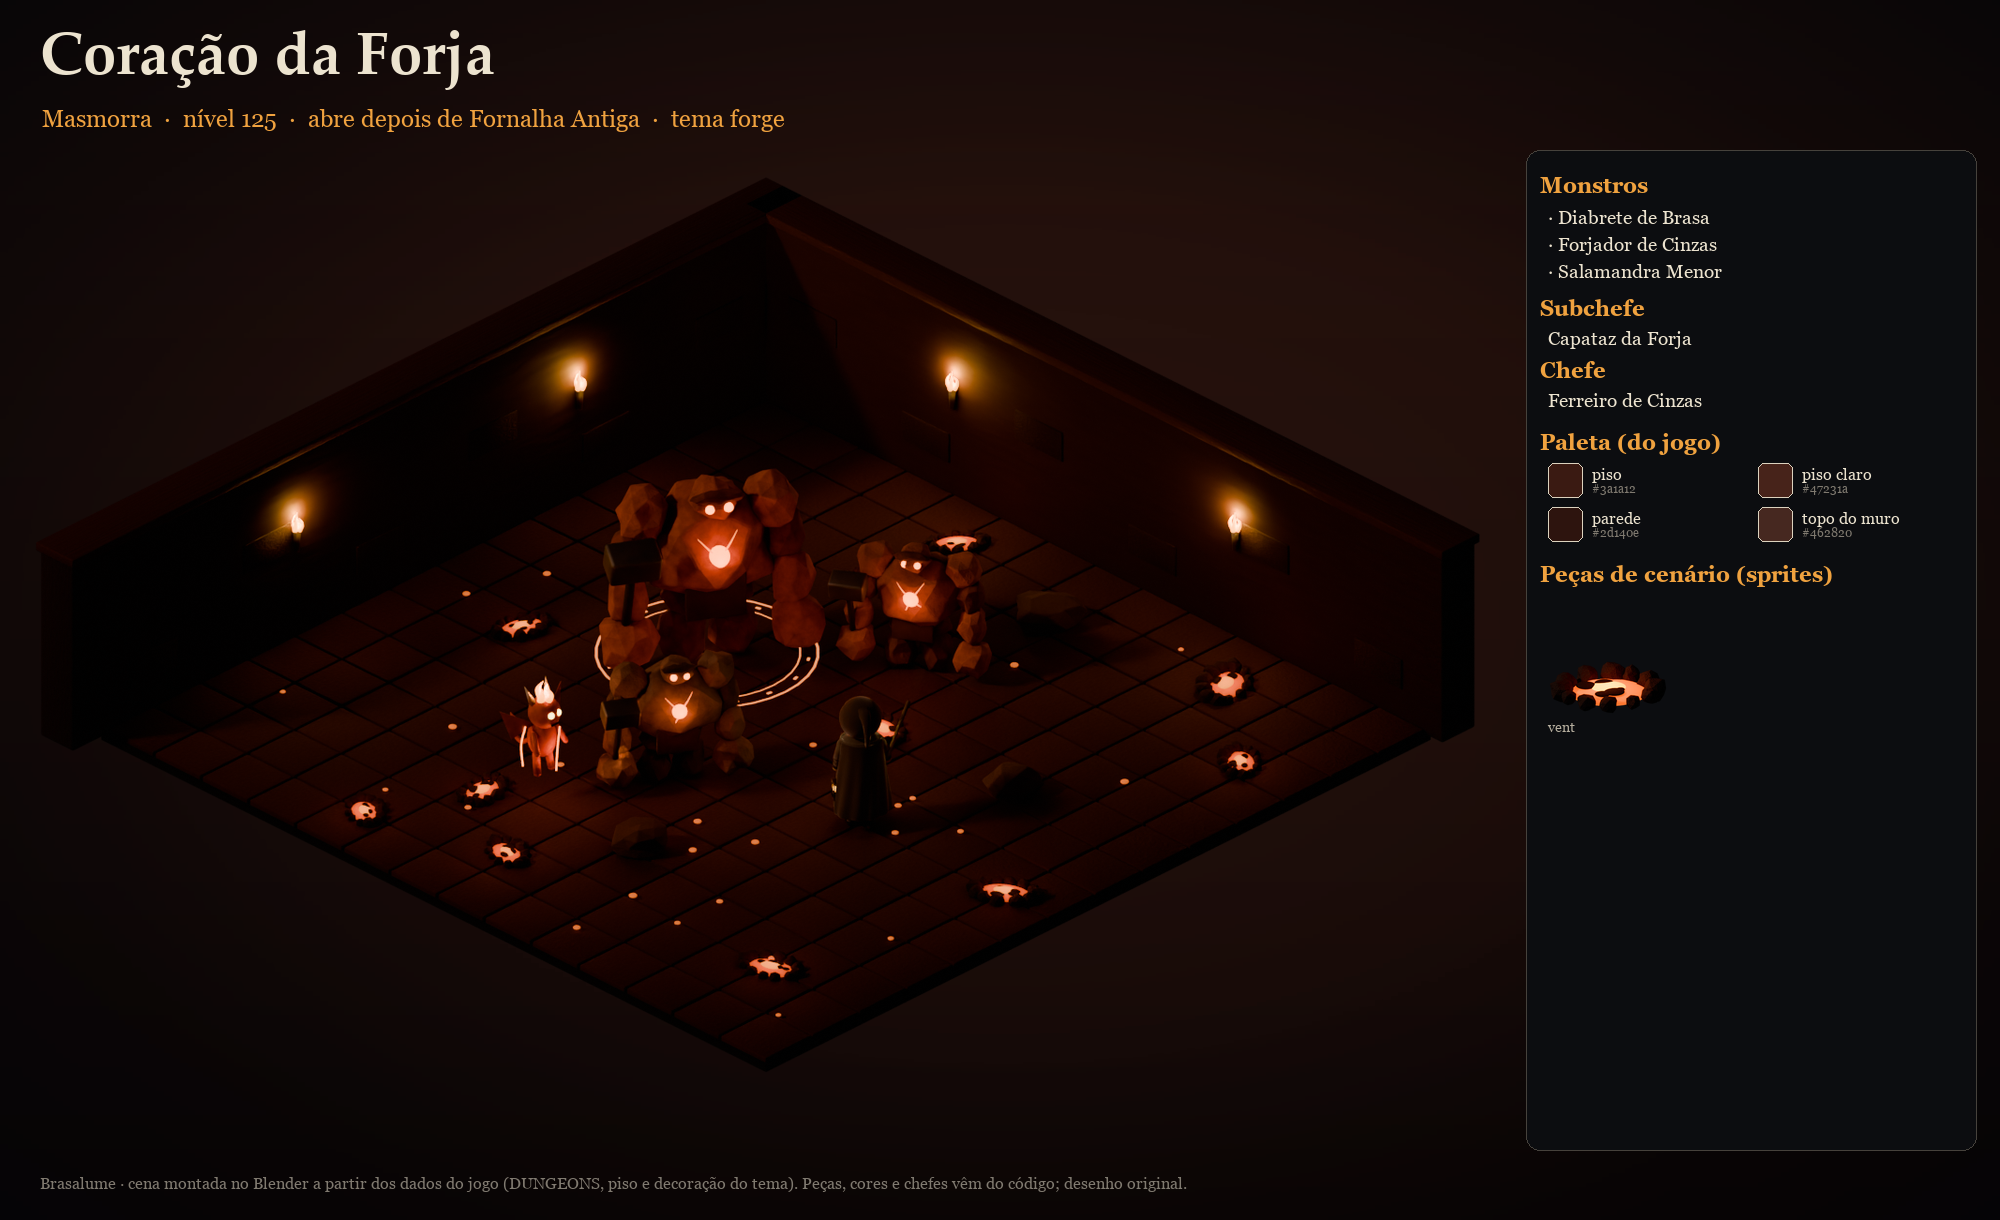 Coração da Forja
Masmorra · nível 125 · abre depois de Fornalha Antiga · tema forge
Monstros
· Diabrete de Brasa
· Forjador de Cinzas
· Salamandra Menor
Subchefe
Capataz da Forja
Chefe
Ferreiro de Cinzas
Paleta (do jogo)
piso
#3a1a12
piso claro
#47231a
parede
#2d140e
topo do muro
#462820
Peças de cenário (sprites)
vent
Brasalume · cena montada no Blender a partir dos dados do jogo (DUNGEONS, piso e decoração do tema). Peças, cores e chefes vêm do código; desenho original.